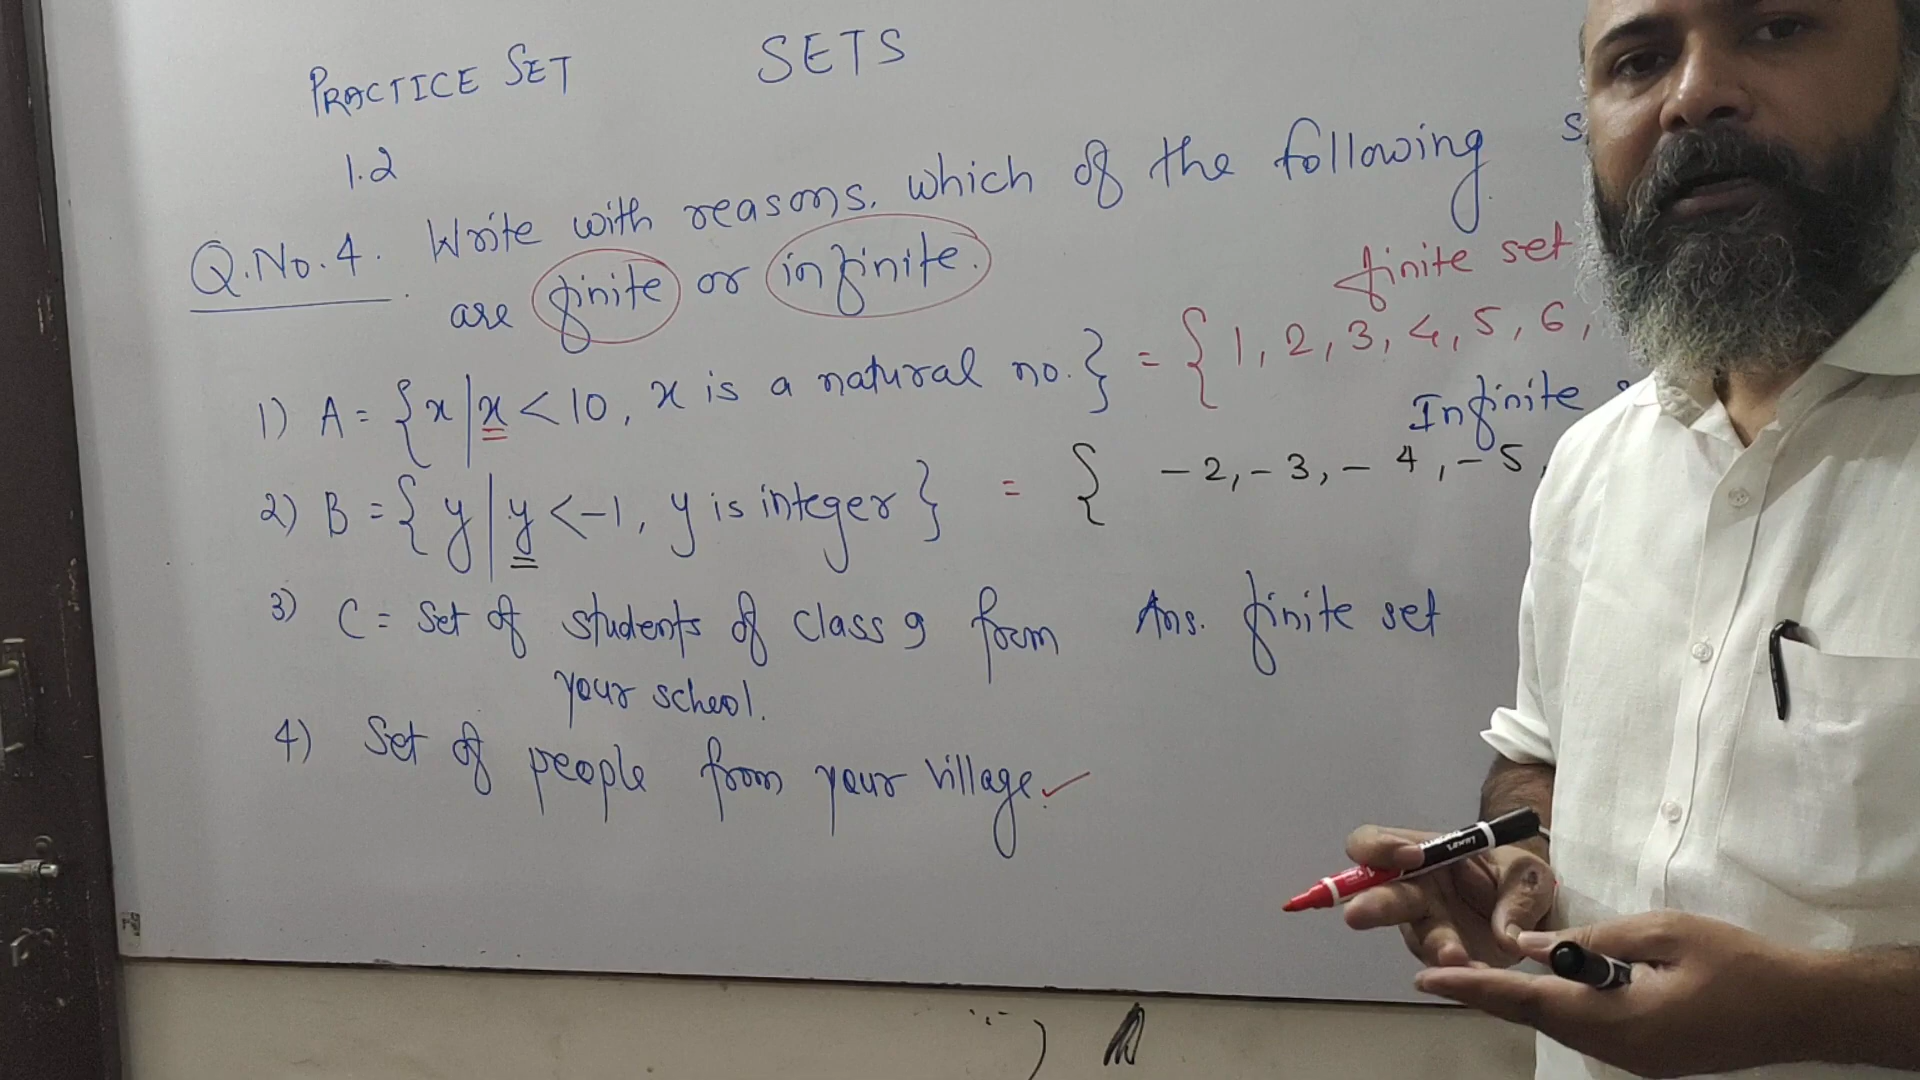 PRACTICE SET
1.2
SETS
Q.No.4. Write with reasons, which of the following s
are finite or infinite.
finite set
1) A = {x | x < 10, x is a natural no.} = {1, 2, 3, 4, 5, 6,
Infinite s
2) B = {y | y < -1, y is integer} = { -2, -3, -4, -5,
3) C = Set of students of class 9 form
your school.
Ans. finite set
4) Set of people from your village. ✓